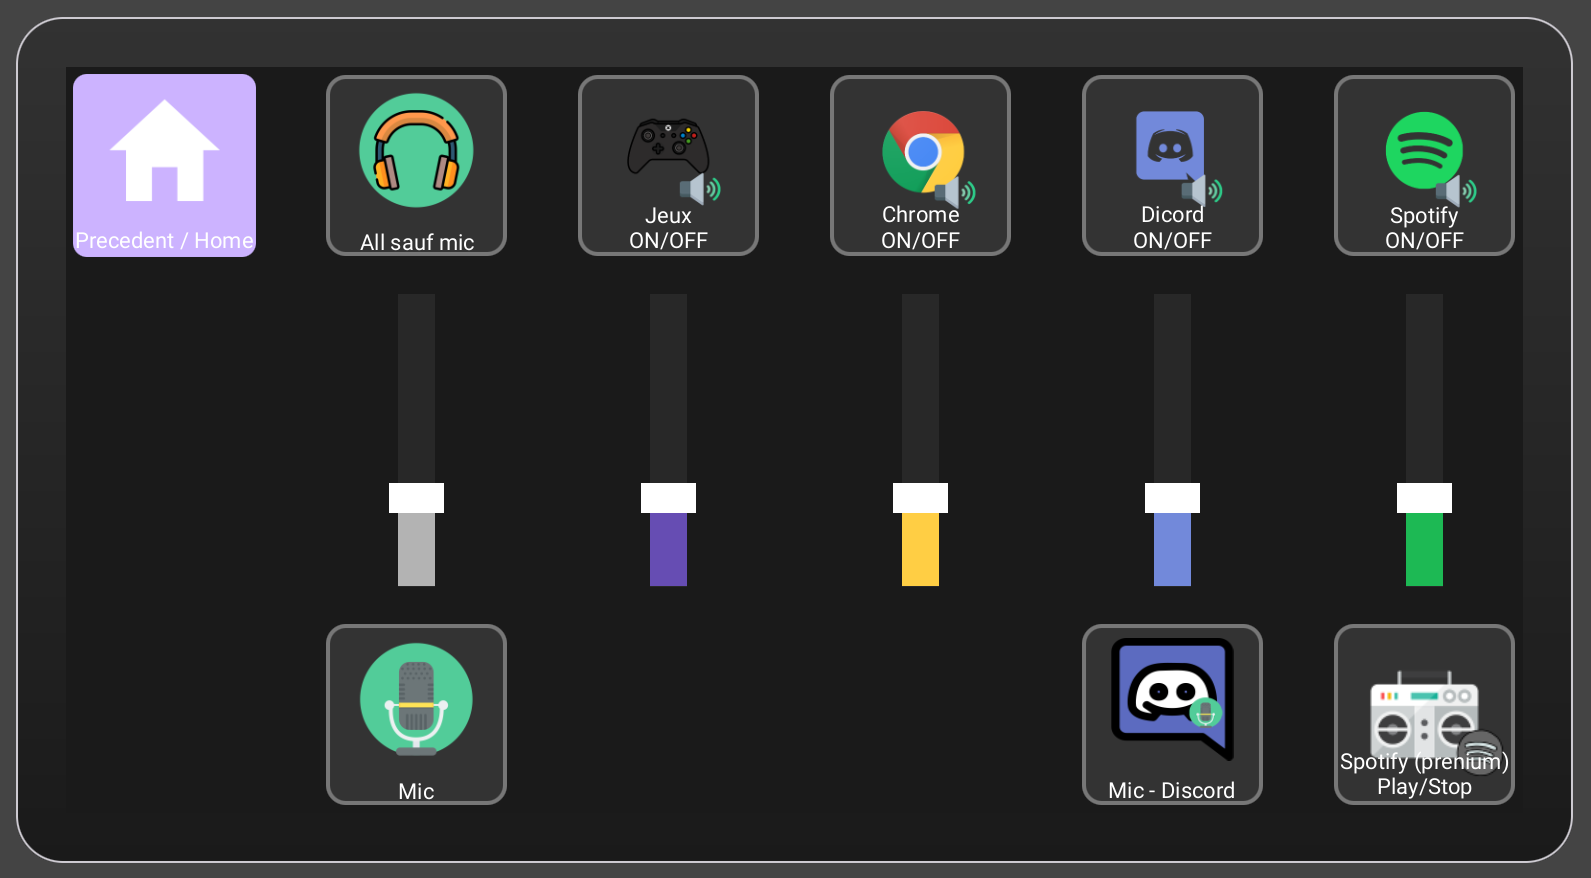 Precedent / Home
All sauf mic
Jeux
ON/OFF
Chrome
ON/OFF
Dicord
ON/OFF
Spotify
ON/OFF
Mic
Mic - Discord
Spotify (prenium)
Play/Stop